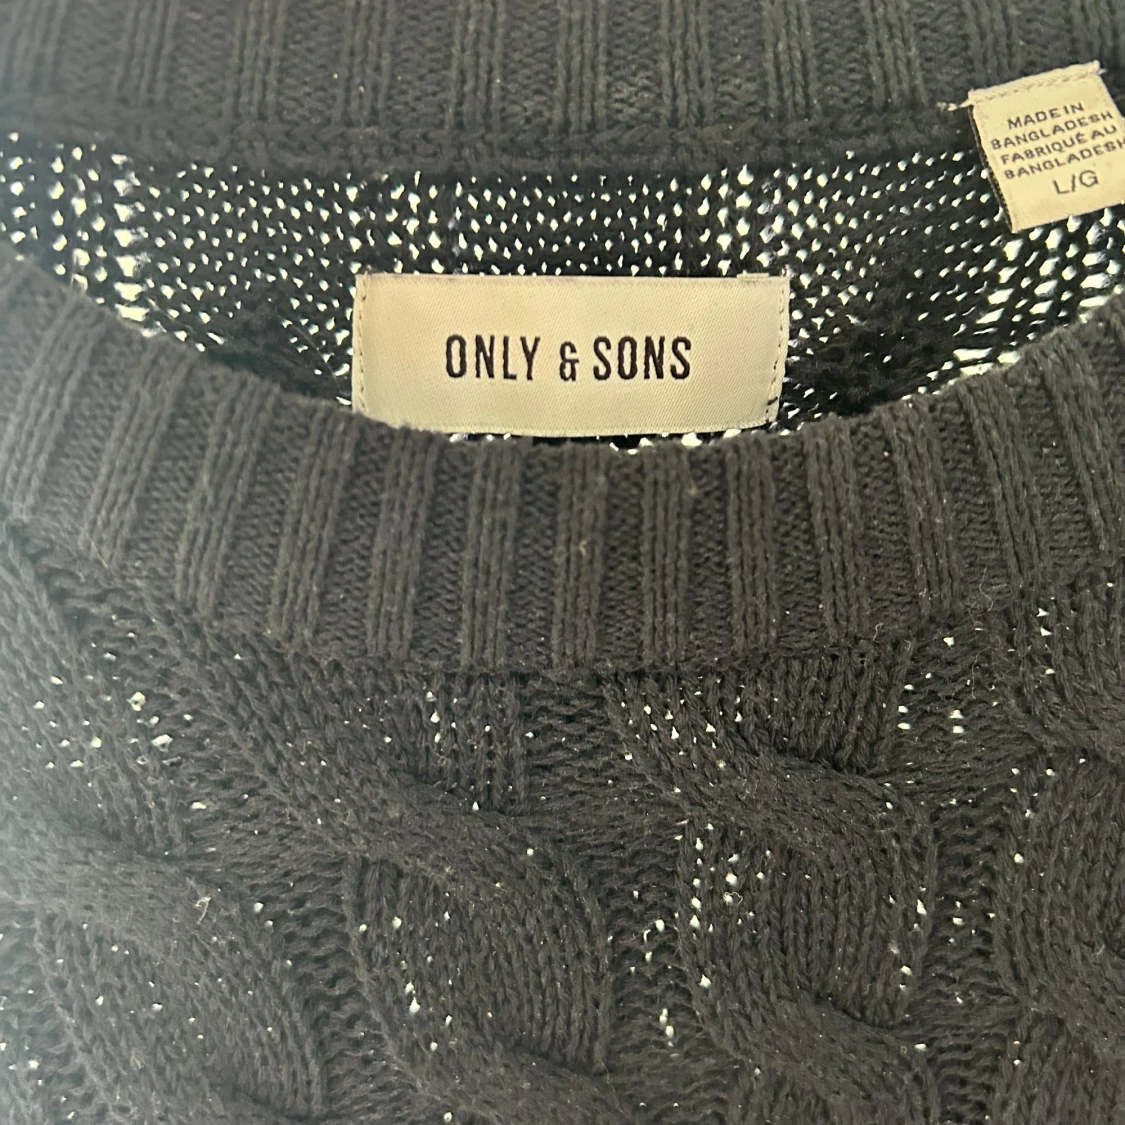 MADE IN
BANGLADESH
FABRIQUÉ AU
BANGLADESH
L/G
ONLY & SONS